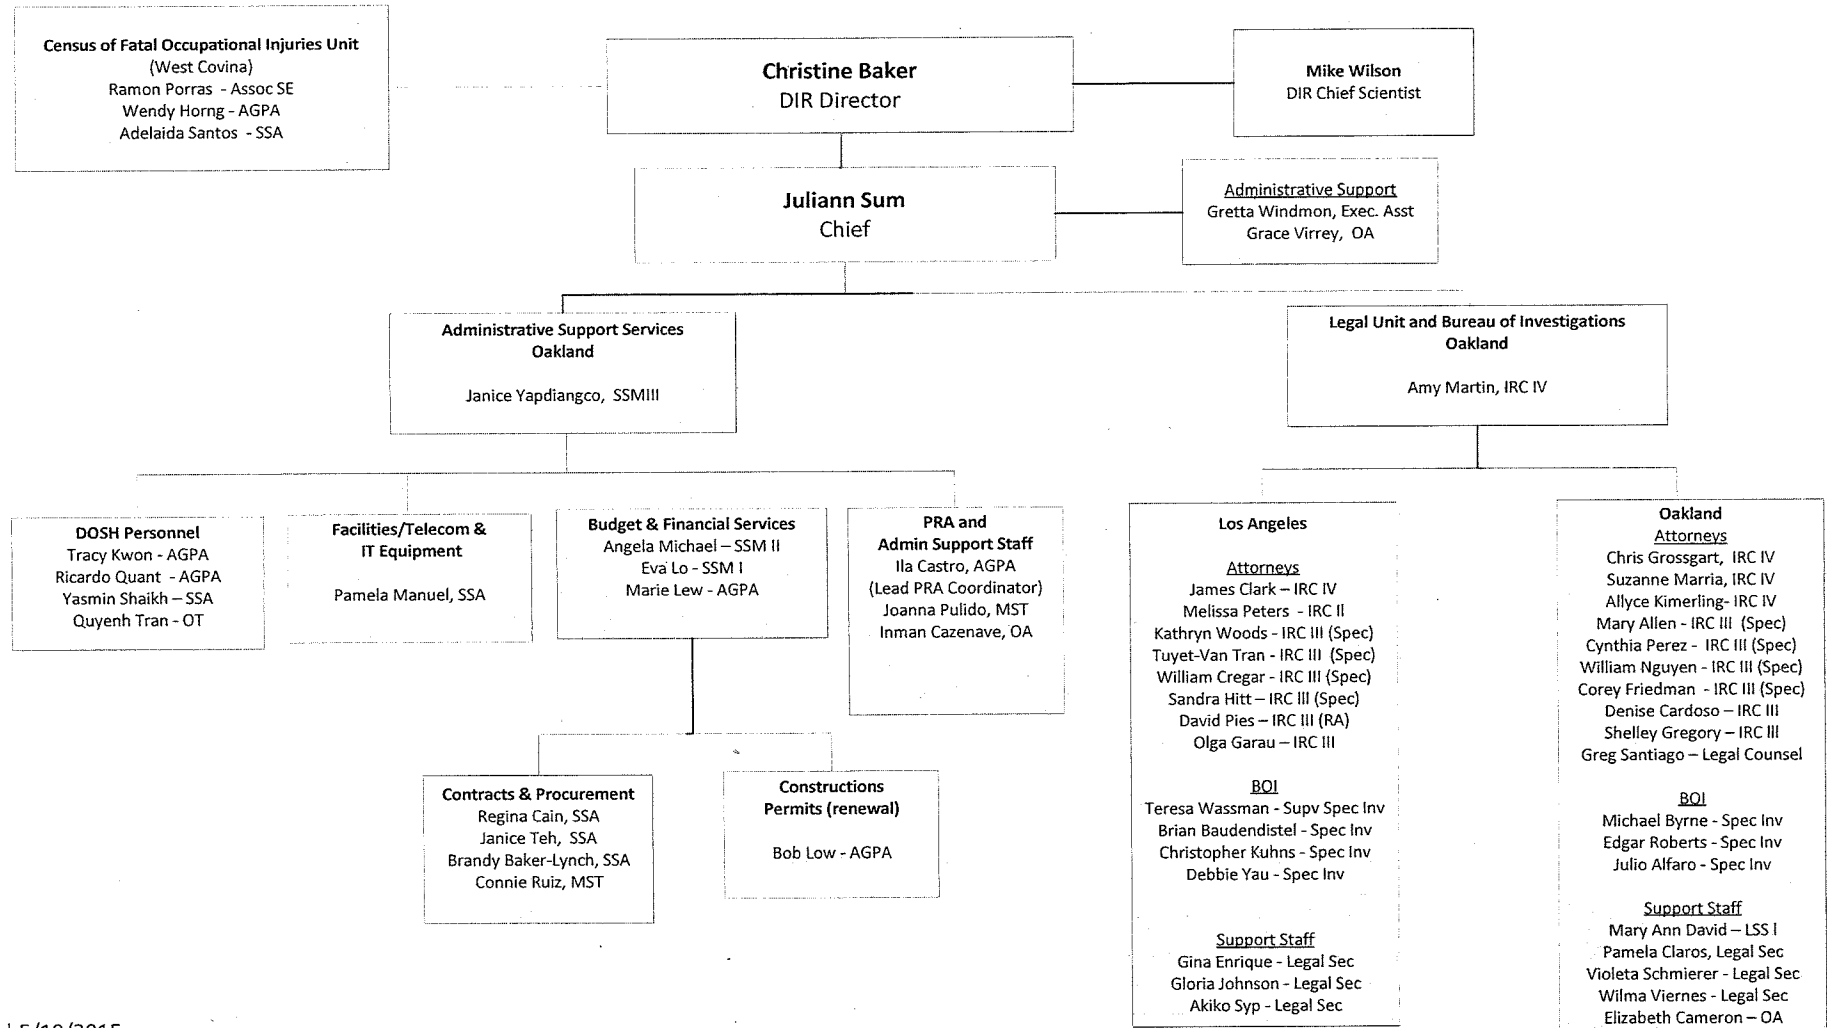 Census of Fatal Occupational Injuries Unit
(West Covina)
Ramon Porras - Assoc SE
Wendy Horng - AGPA
Adelaida Santos - SSA
Christine Baker
DIR Director
Mike Wilson
DIR Chief Scientist
Juliann Sum
Chief
Administrative Support
Gretta Windmon, Exec. Asst
Grace Virrey, OA
Administrative Support Services
Oakland
Janice Yapdiangco, SSMIII
Legal Unit and Bureau of Investigations
Oakland
Amy Martin, IRC IV
DOSH Personnel
Tracy Kwon - AGPA
Ricardo Quant - AGPA
Yasmin Shaikh – SSA
Quyenh Tran - OT
Facilities/Telecom &
IT Equipment
Pamela Manuel, SSA
Budget & Financial Services
Angela Michael – SSM II
Eva Lo - SSM I
Marie Lew - AGPA
PRA and
Admin Support Staff
Ila Castro, AGPA
(Lead PRA Coordinator)
Joanna Pulido, MST
Inman Cazenave, OA
Contracts & Procurement
Regina Cain, SSA
Janice Teh, SSA
Brandy Baker-Lynch, SSA
Connie Ruiz, MST
Constructions
Permits (renewal)
Bob Low - AGPA
Los Angeles
Attorneys
James Clark – IRC IV
Melissa Peters - IRC II
Kathryn Woods - IRC III (Spec)
Tuyet-Van Tran - IRC III (Spec)
William Cregar - IRC III (Spec)
Sandra Hitt – IRC III (Spec)
David Pies – IRC III (RA)
Olga Garau – IRC III
BOI
Teresa Wassman - Supv Spec Inv
Brian Baudendistel - Spec Inv
Christopher Kuhns - Spec Inv
Debbie Yau - Spec Inv
Support Staff
Gina Enrique - Legal Sec
Gloria Johnson - Legal Sec
Akiko Syp - Legal Sec
Oakland
Attorneys
Chris Grossgart, IRC IV
Suzanne Marria, IRC IV
Allyce Kimerling- IRC IV
Mary Allen - IRC III (Spec)
Cynthia Perez - IRC III (Spec)
William Nguyen - IRC III (Spec)
Corey Friedman - IRC III (Spec)
Denise Cardoso – IRC III
Shelley Gregory – IRC III
Greg Santiago – Legal Counsel
BOI
Michael Byrne - Spec Inv
Edgar Roberts - Spec Inv
Julio Alfaro - Spec Inv
Support Staff
Mary Ann David – LSS I
Pamela Claros, Legal Sec
Violeta Schmierer - Legal Sec
Wilma Viernes - Legal Sec
Elizabeth Cameron – OA